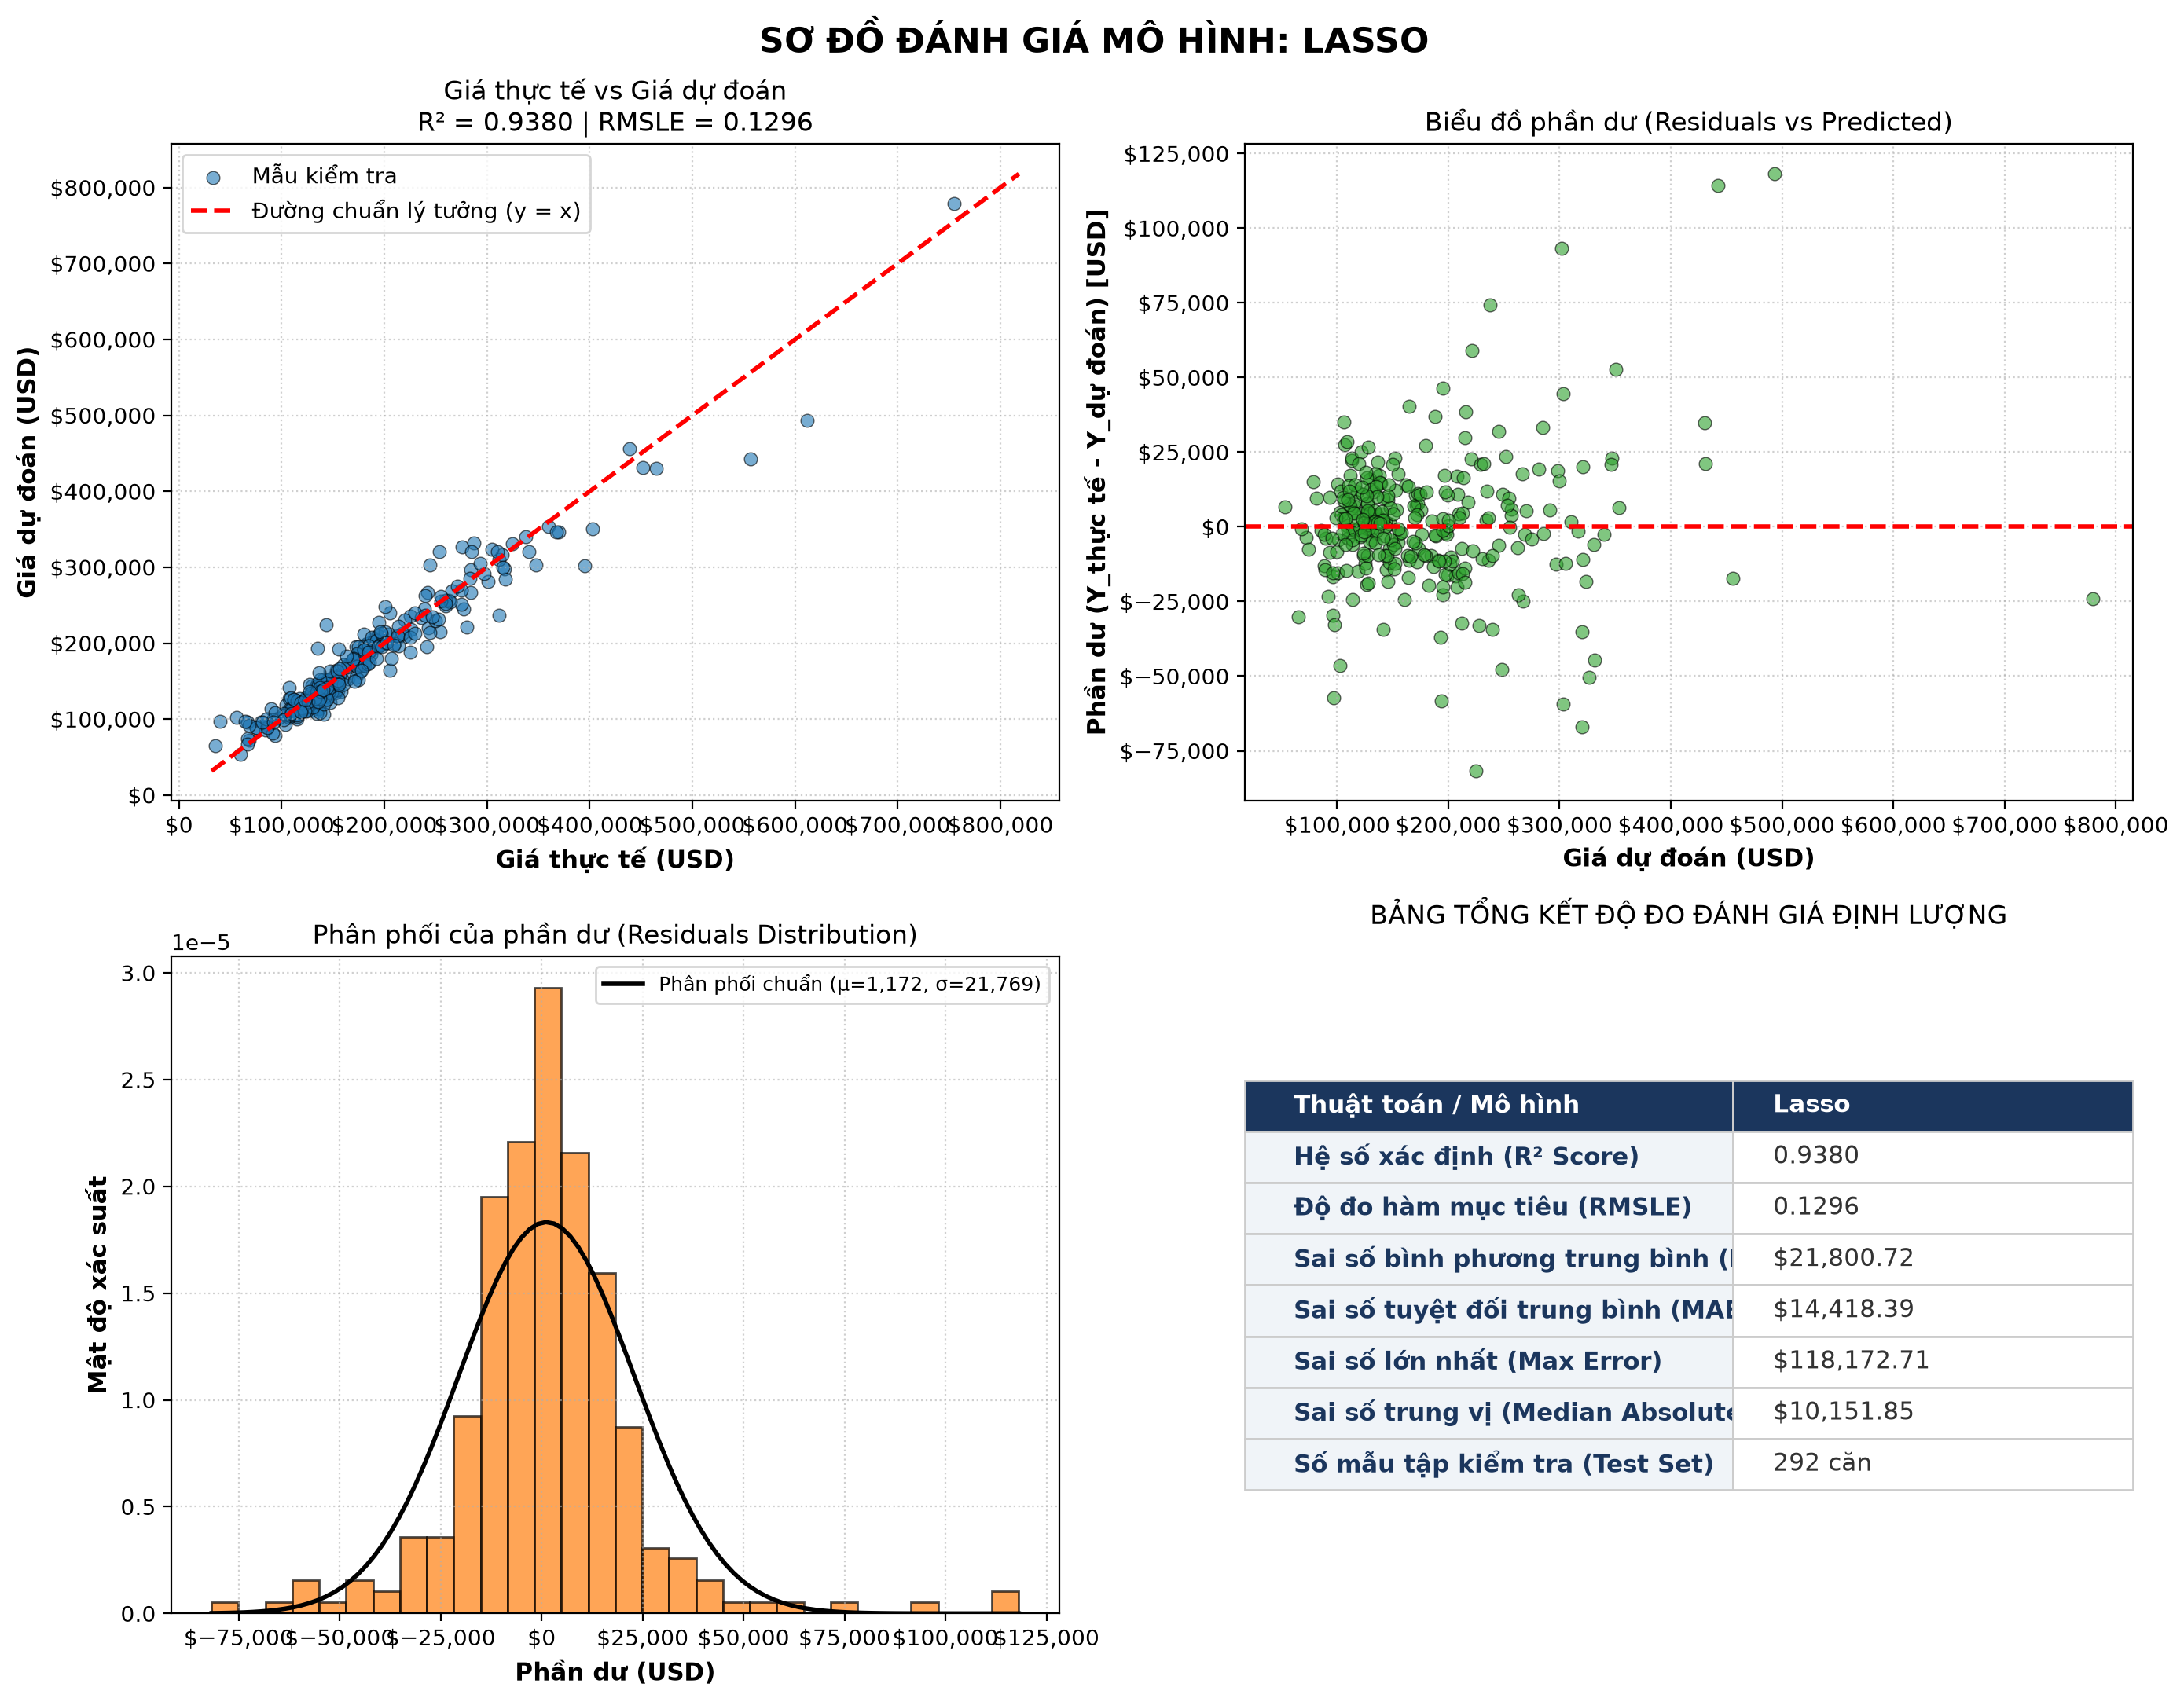 SƠ ĐỒ ĐÁNH GIÁ MÔ HÌNH: LASSO
Giá thực tế vs Giá dự đoán
R² = 0.9380 | RMSLE = 0.1296
Mẫu kiểm tra
Đường chuẩn lý tưởng (y = x)
Giá dự đoán (USD)
$800,000
$700,000
$600,000
$500,000
$400,000
$300,000
$200,000
$100,000
$0
$0 $100,000 $200,000 $300,000 $400,000 $500,000 $600,000 $700,000 $800,000
Giá thực tế (USD)
Biểu đồ phần dư (Residuals vs Predicted)
Phần dư (Y_thực tế - Y_dự đoán) [USD]
$125,000
$100,000
$75,000
$50,000
$25,000
$0
$−25,000
$−50,000
$−75,000
$100,000 $200,000 $300,000 $400,000 $500,000 $600,000 $700,000 $800,000
Giá dự đoán (USD)
Phân phối của phần dư (Residuals Distribution)
1e−5
Phân phối chuẩn (μ=1,172, σ=21,769)
Mật độ xác suất
3.0
2.5
2.0
1.5
1.0
0.5
0.0
$−75,000 $−50,000 $−25,000 $0 $25,000 $50,000 $75,000 $100,000 $125,000
Phần dư (USD)
BẢNG TỔNG KẾT ĐỘ ĐO ĐÁNH GIÁ ĐỊNH LƯỢNG
Thuật toán / Mô hình Lasso
Hệ số xác định (R² Score) 0.9380
Độ đo hàm mục tiêu (RMSLE) 0.1296
Sai số bình phương trung bình ( $21,800.72
Sai số tuyệt đối trung bình (MAE $14,418.39
Sai số lớn nhất (Max Error) $118,172.71
Sai số trung vị (Median Absolute $10,151.85
Số mẫu tập kiểm tra (Test Set) 292 căn